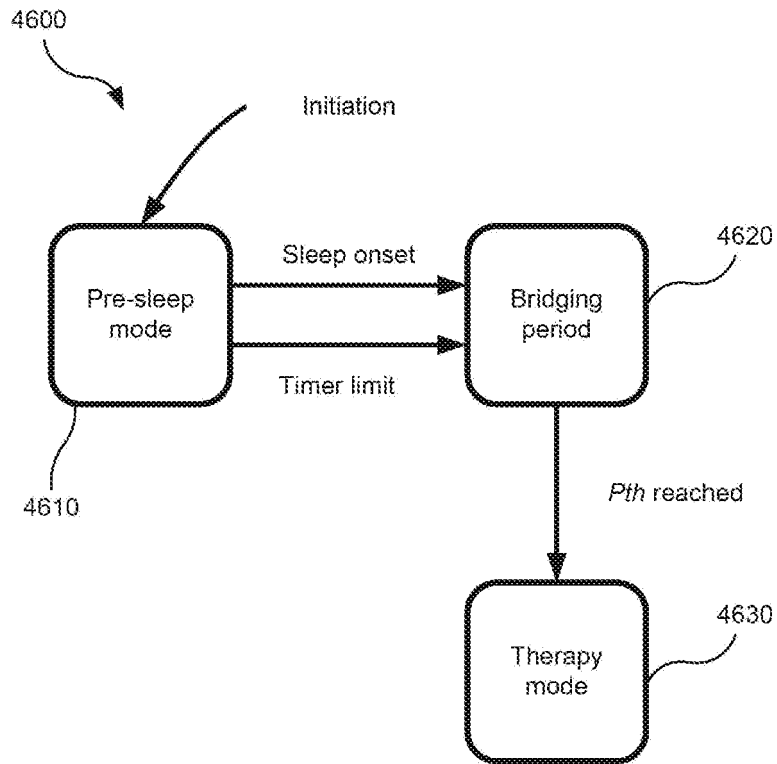 4600
Initiation
Sleep onset
4620
Pre-sleep
mode
Bridging
period
Timer limit
4610
Pth reached
4630
Therapy
mode